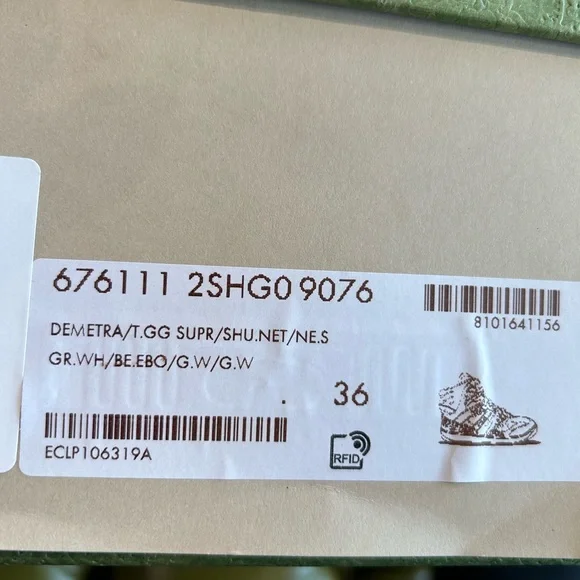 676111 2SHG0 9076
8101641156
DEMETRA/T.GG SUPR/SHU.NET/NE.S
GR.WH/BE.EBO/G.W/G.W
. 36
ECLP106319A
RFID